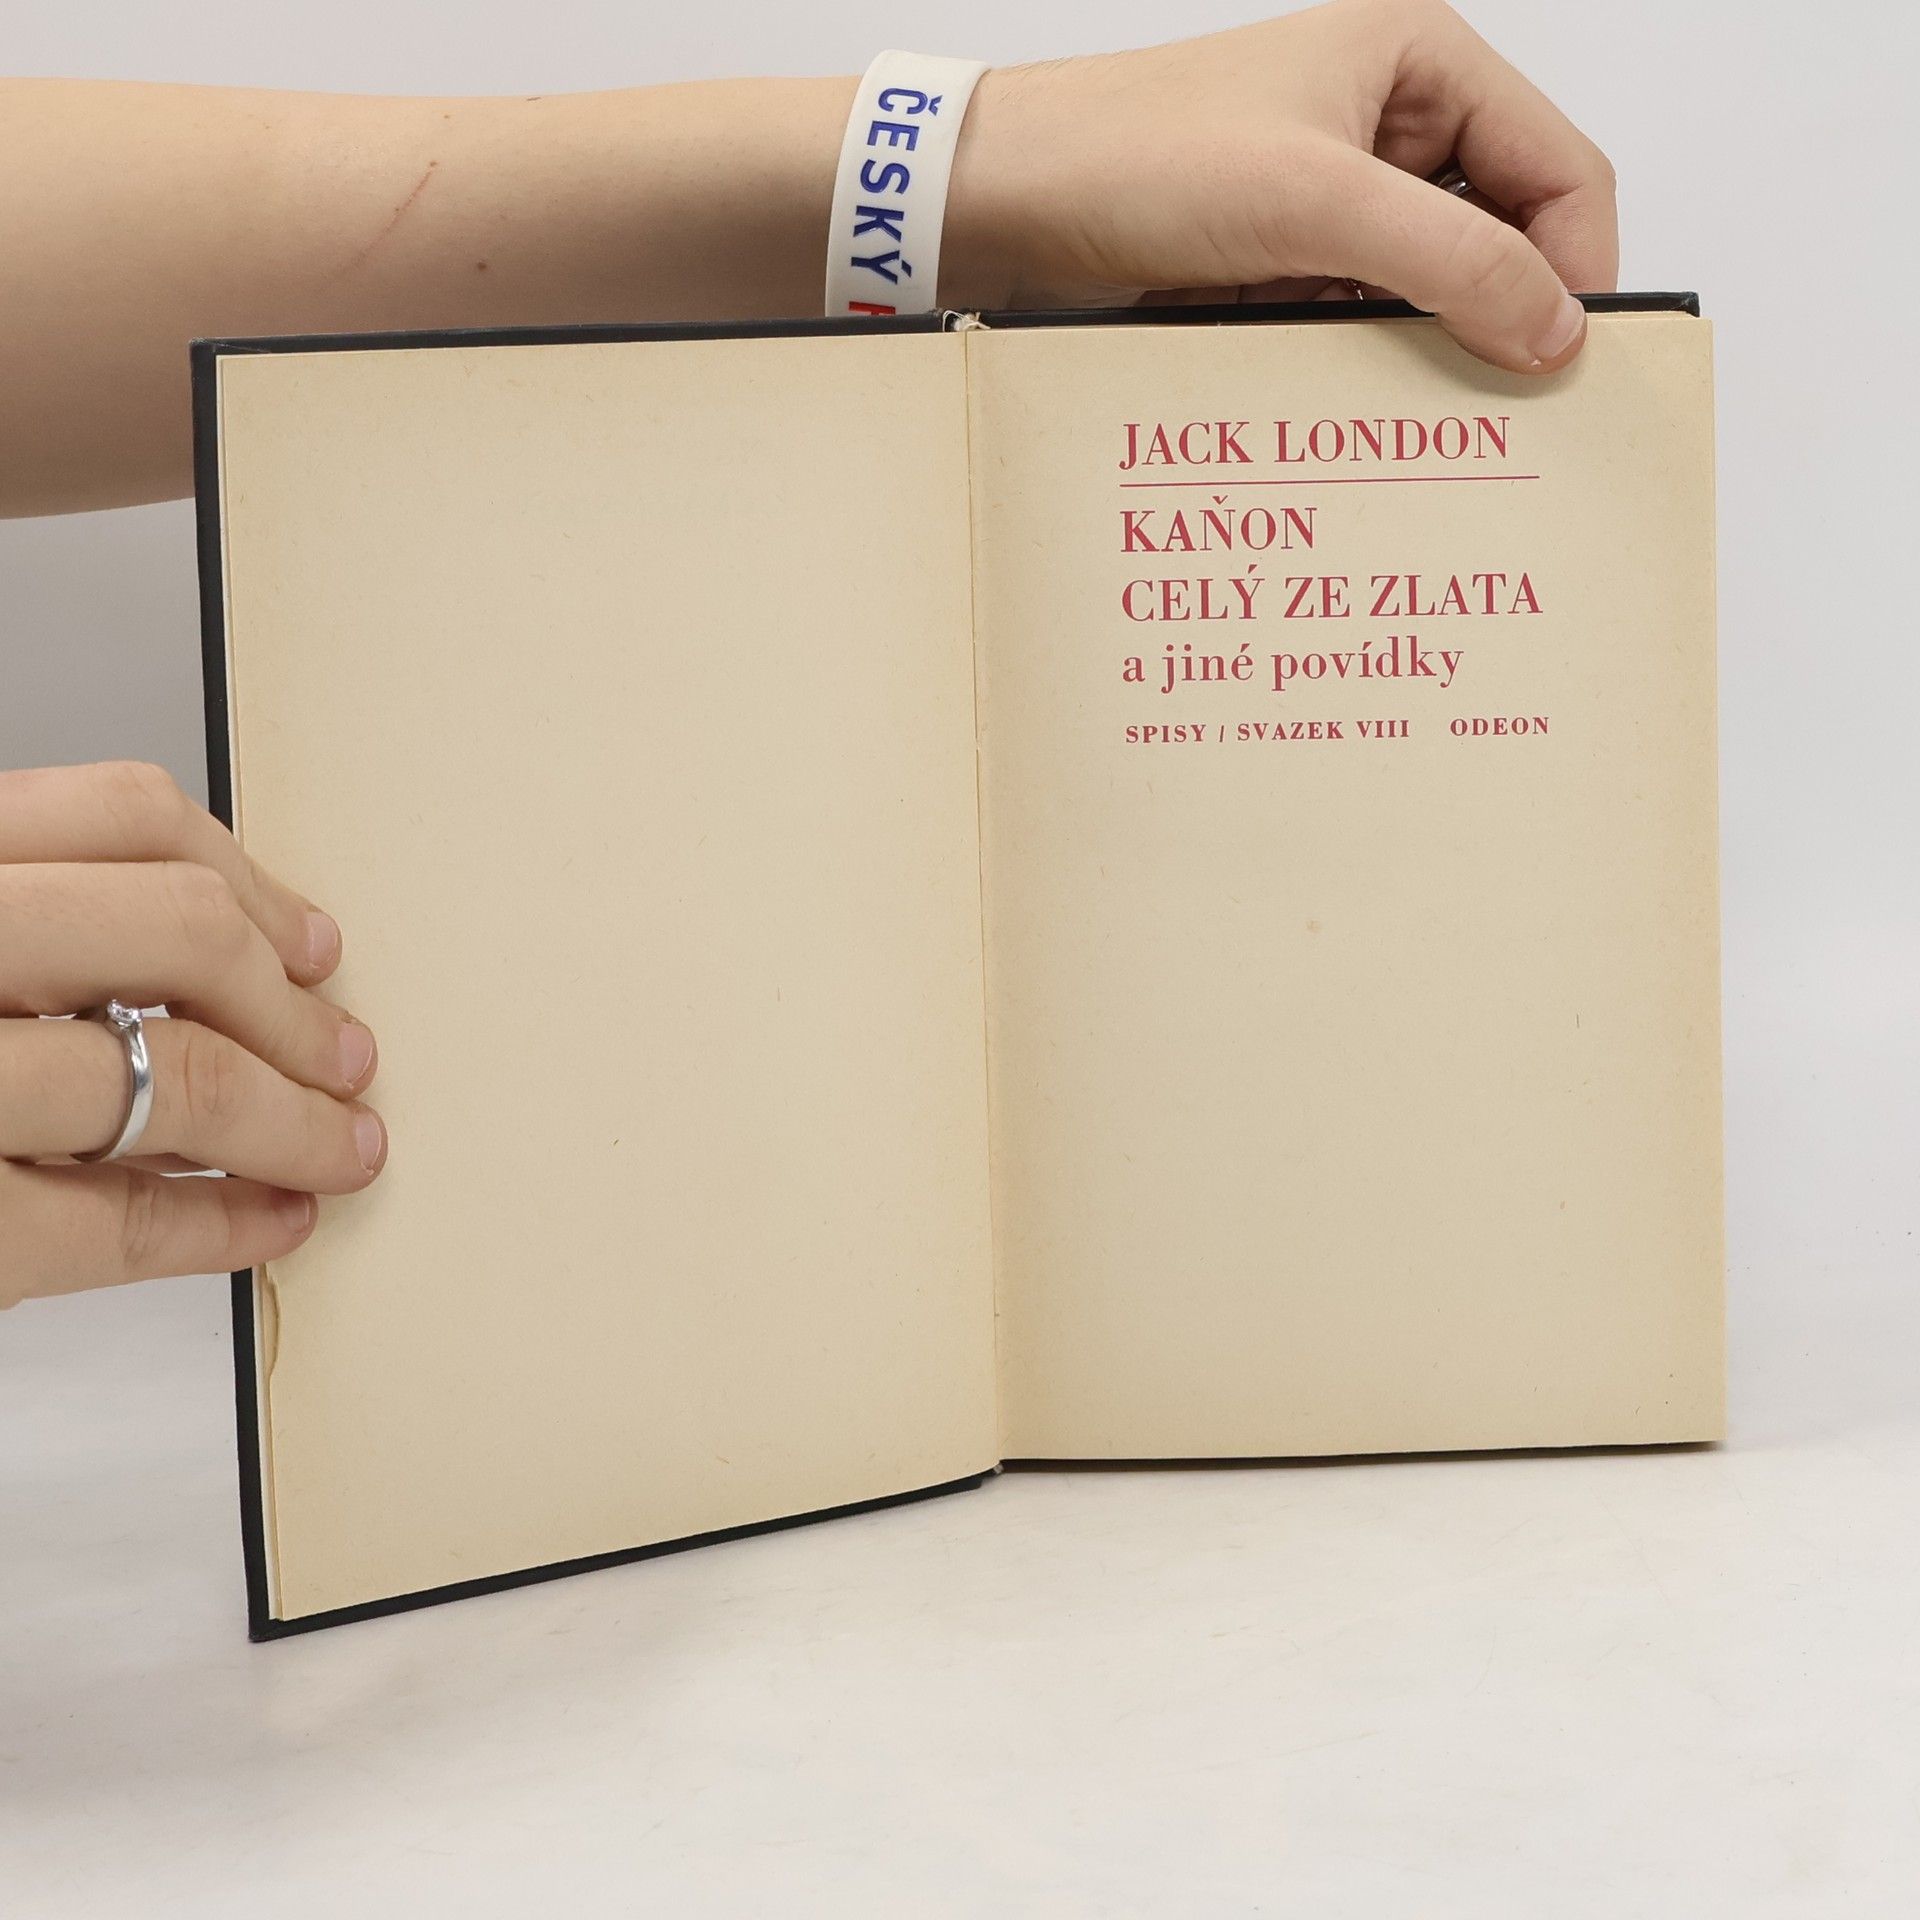 ČESKÝ
JACK LONDON
KAŇON
CELÝ ZE ZLATA
a jiné povídky
SPISY / SVAZEK VIII ODEON